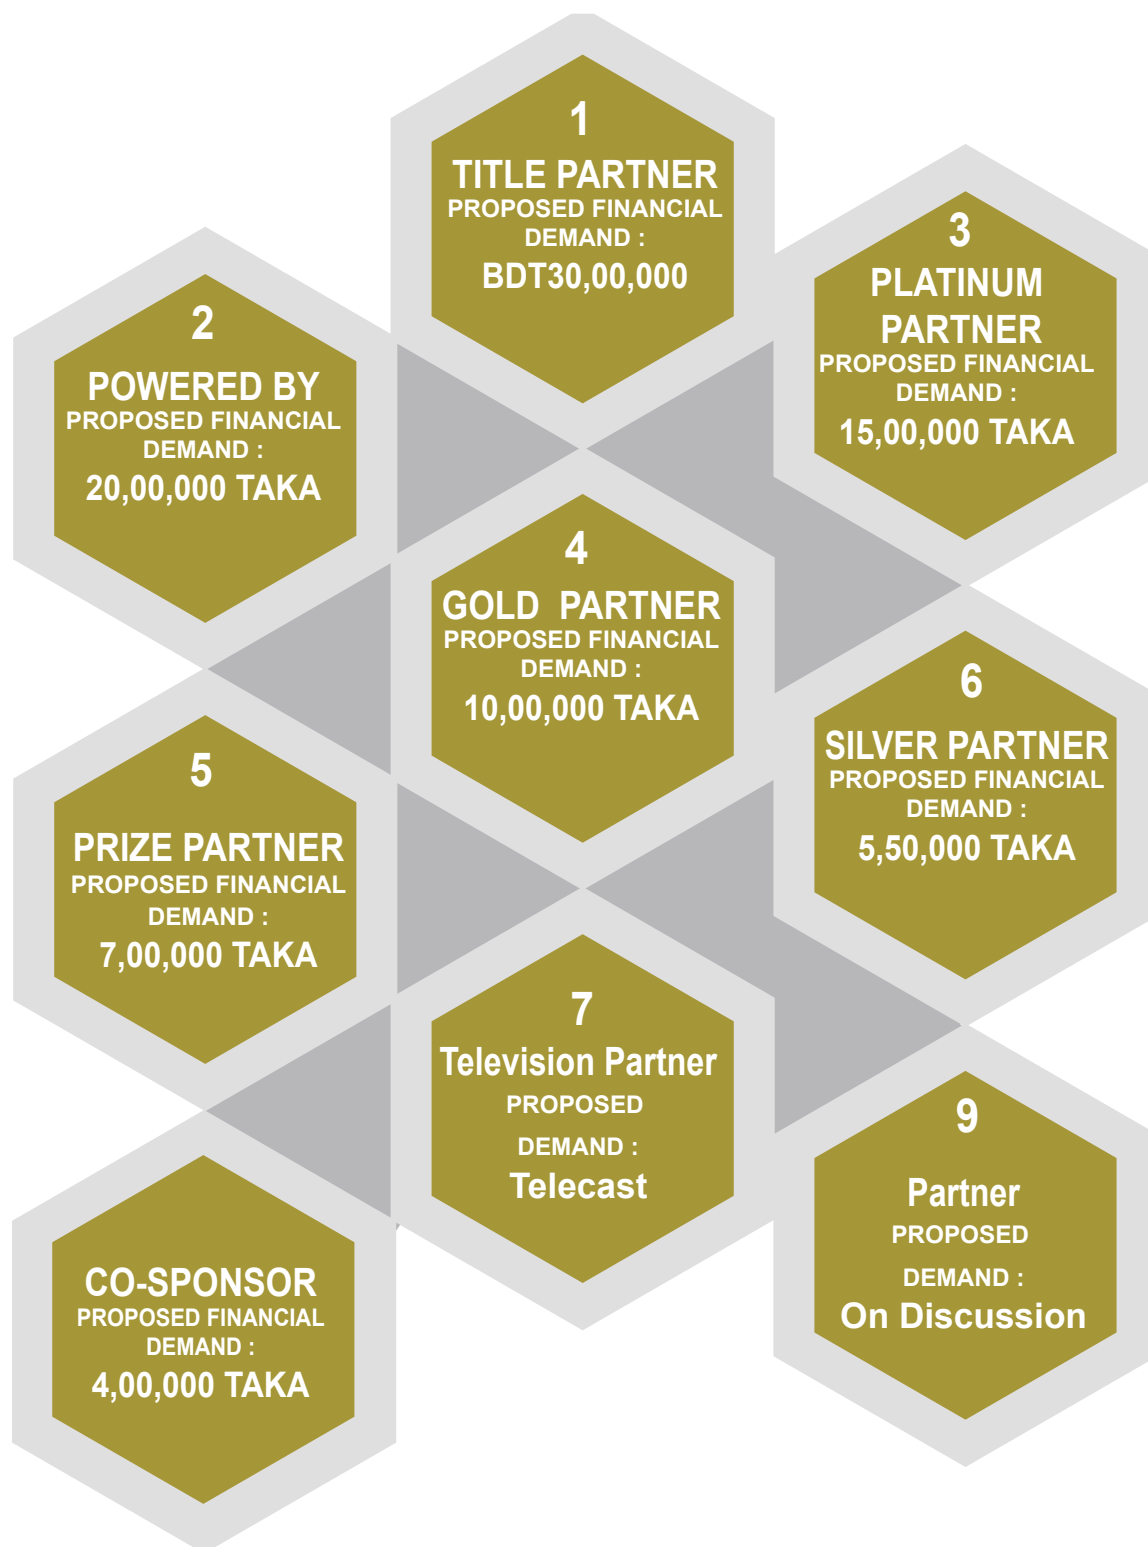 1
TITLE PARTNER
PROPOSED FINANCIAL
DEMAND :
BDT30,00,000
2
POWERED BY
PROPOSED FINANCIAL
DEMAND :
20,00,000 TAKA
3
PLATINUM
PARTNER
PROPOSED FINANCIAL
DEMAND :
15,00,000 TAKA
4
GOLD PARTNER
PROPOSED FINANCIAL
DEMAND :
10,00,000 TAKA
5
PRIZE PARTNER
PROPOSED FINANCIAL
DEMAND :
7,00,000 TAKA
6
SILVER PARTNER
PROPOSED FINANCIAL
DEMAND :
5,50,000 TAKA
7
Television Partner
PROPOSED
DEMAND :
Telecast
CO-SPONSOR
PROPOSED FINANCIAL
DEMAND :
4,00,000 TAKA
9
Partner
PROPOSED
DEMAND :
On Discussion